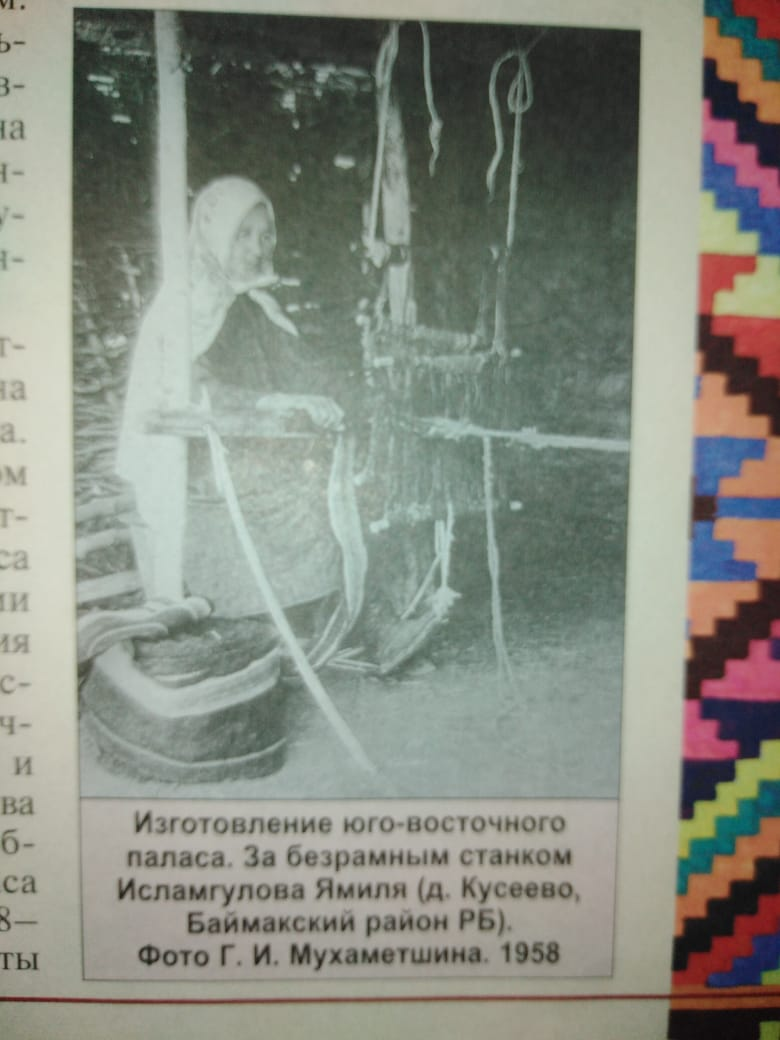 Изготовление юго-восточного
паласа. За безрамным станком
Исламгулова Ямиля (д. Кусеево,
Баймакский район РБ).
Фото Г. И. Мухаметшина. 1958